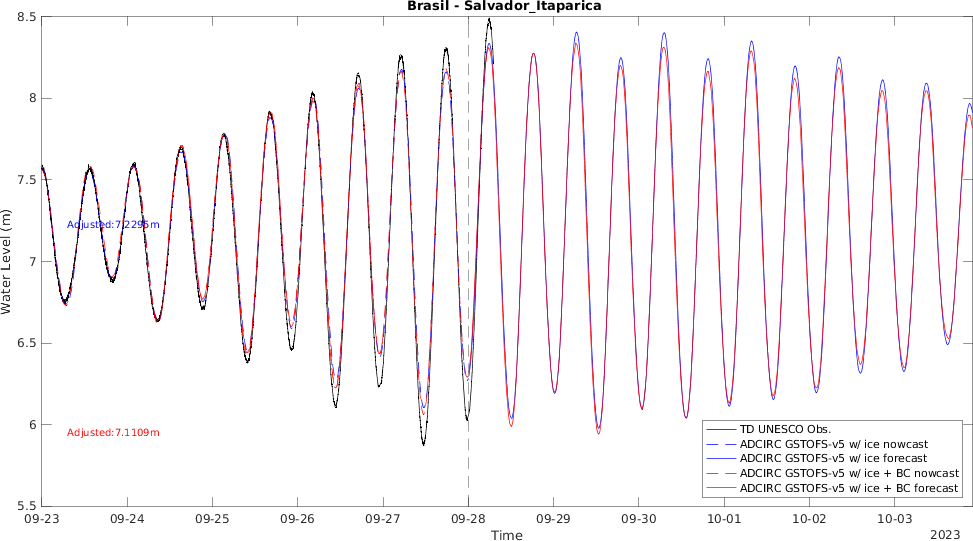 Brasil - Salvador_Itaparica
8.5
8
7.5
7
6.5
6
5.5
Water Level (m)
Adjusted:7.2295m
Adjusted:7.1109m
TD UNESCO Obs.
ADCIRC GSTOFS-v5 w/ ice nowcast
ADCIRC GSTOFS-v5 w/ ice forecast
ADCIRC GSTOFS-v5 w/ ice + BC nowcast
ADCIRC GSTOFS-v5 w/ ice + BC forecast
09-23 09-24 09-25 09-26 09-27 09-28 09-29 09-30 10-01 10-02 10-03
Time
2023